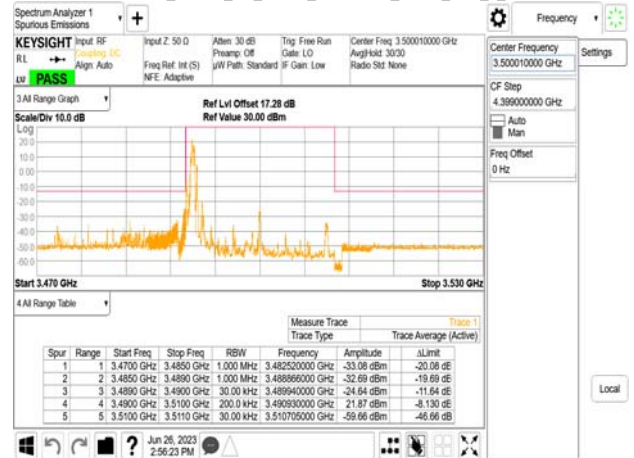 Spectrum Analyzer 1
Spurious Emissions
+
Frequency
KEYSIGHT Input: RF
RL
Coupling: DC
Align: Auto
Input Z: 50 Ω
Freq Ref: Int (S)
NFE: Adaptive
Atten: 30 dB
Preamp: Off
µW Path: Standard
Trig: Free Run
Gate: LO
IF Gain: Low
Center Freq: 3.500010000 GHz
Avg|Hold: 30/30
Radio Std: None
PASS
Center Frequency
3.500010000 GHz
Settings
CF Step
4.399000000 GHz
Auto
Man
Freq Offset
0 Hz
3 All Range Graph
Scale/Div 10.0 dB
Ref Lvl Offset 17.28 dB
Ref Value 30.00 dBm
Log
20.0
10.0
0.00
-10.0
-20.0
-30.0
-40.0
-50.0
-60.0
Start 3.470 GHz
Stop 3.530 GHz
4 All Range Table
Measure Trace Trace 1
Trace Type Trace Average (Active)
Spur Range Start Freq Stop Freq RBW Frequency Amplitude ΔLimit
1 1 3.4700 GHz 3.4850 GHz 1.000 MHz 3.482520000 GHz -33.08 dBm -20.08 dB
2 2 3.4850 GHz 3.4890 GHz 1.000 MHz 3.488866000 GHz -32.69 dBm -19.69 dB
3 3 3.4890 GHz 3.4900 GHz 30.00 kHz 3.489940000 GHz -24.64 dBm -11.64 dB
4 4 3.4900 GHz 3.5100 GHz 200.0 kHz 3.490930000 GHz 21.87 dBm -8.130 dB
5 5 3.5100 GHz 3.5110 GHz 30.00 kHz 3.510705000 GHz -59.66 dBm -46.66 dB
Local
?
Jun 26, 2023
2:56:23 PM